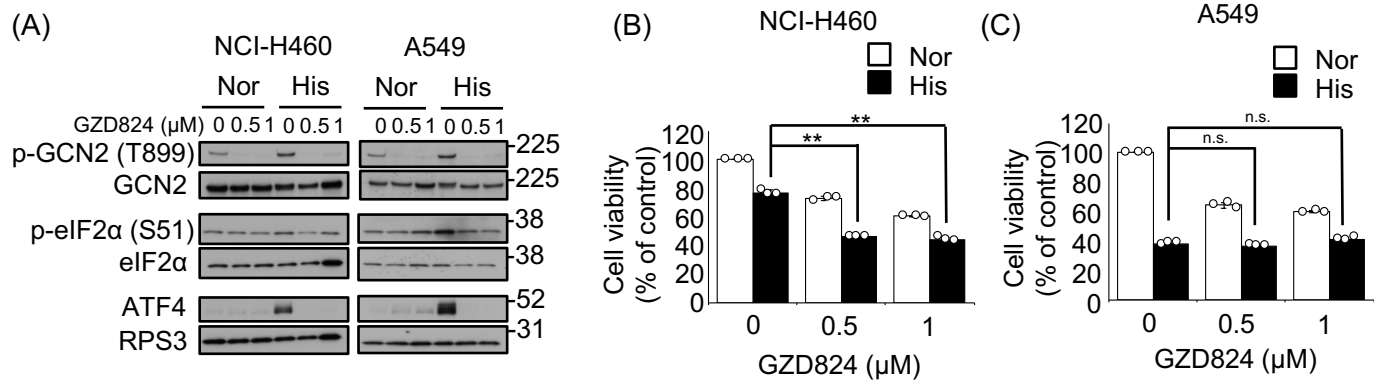 (A)
NCI-H460 A549
Nor His Nor His
GZD824 (μM) 0 0.5 1 0 0.5 1 0 0.5 1 0 0.5 1
p-GCN2 (T899) 225
GCN2 225
p-eIF2α (S51) 38
eIF2α 38
ATF4 52
RPS3 31
(B)
NCI-H460
Nor
His
**
**
120
100
80
60
40
20
0
Cell viability
(% of control)
0 0.5 1
GZD824 (μM)
(C)
A549
Nor
His
n.s.
n.s.
120
100
80
60
40
20
0
Cell viability
(% of control)
0 0.5 1
GZD824 (μM)